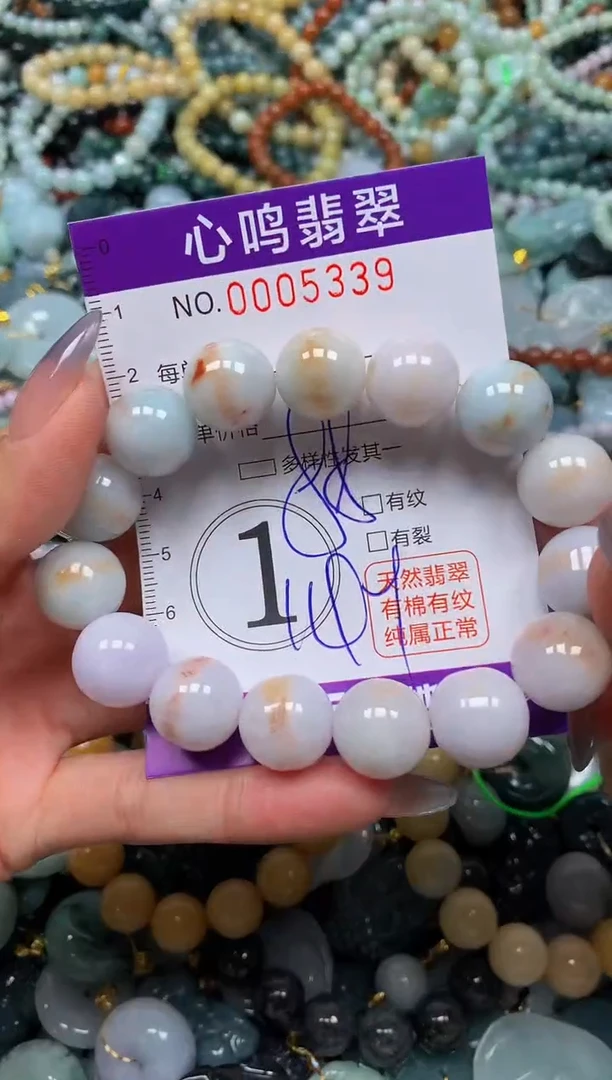 心鸣翡翠
0
NO.0005339
1
2 每
多样性发其一
4
有纹
有裂
5
1
天然翡翠
有棉有纹
纯属正常
6